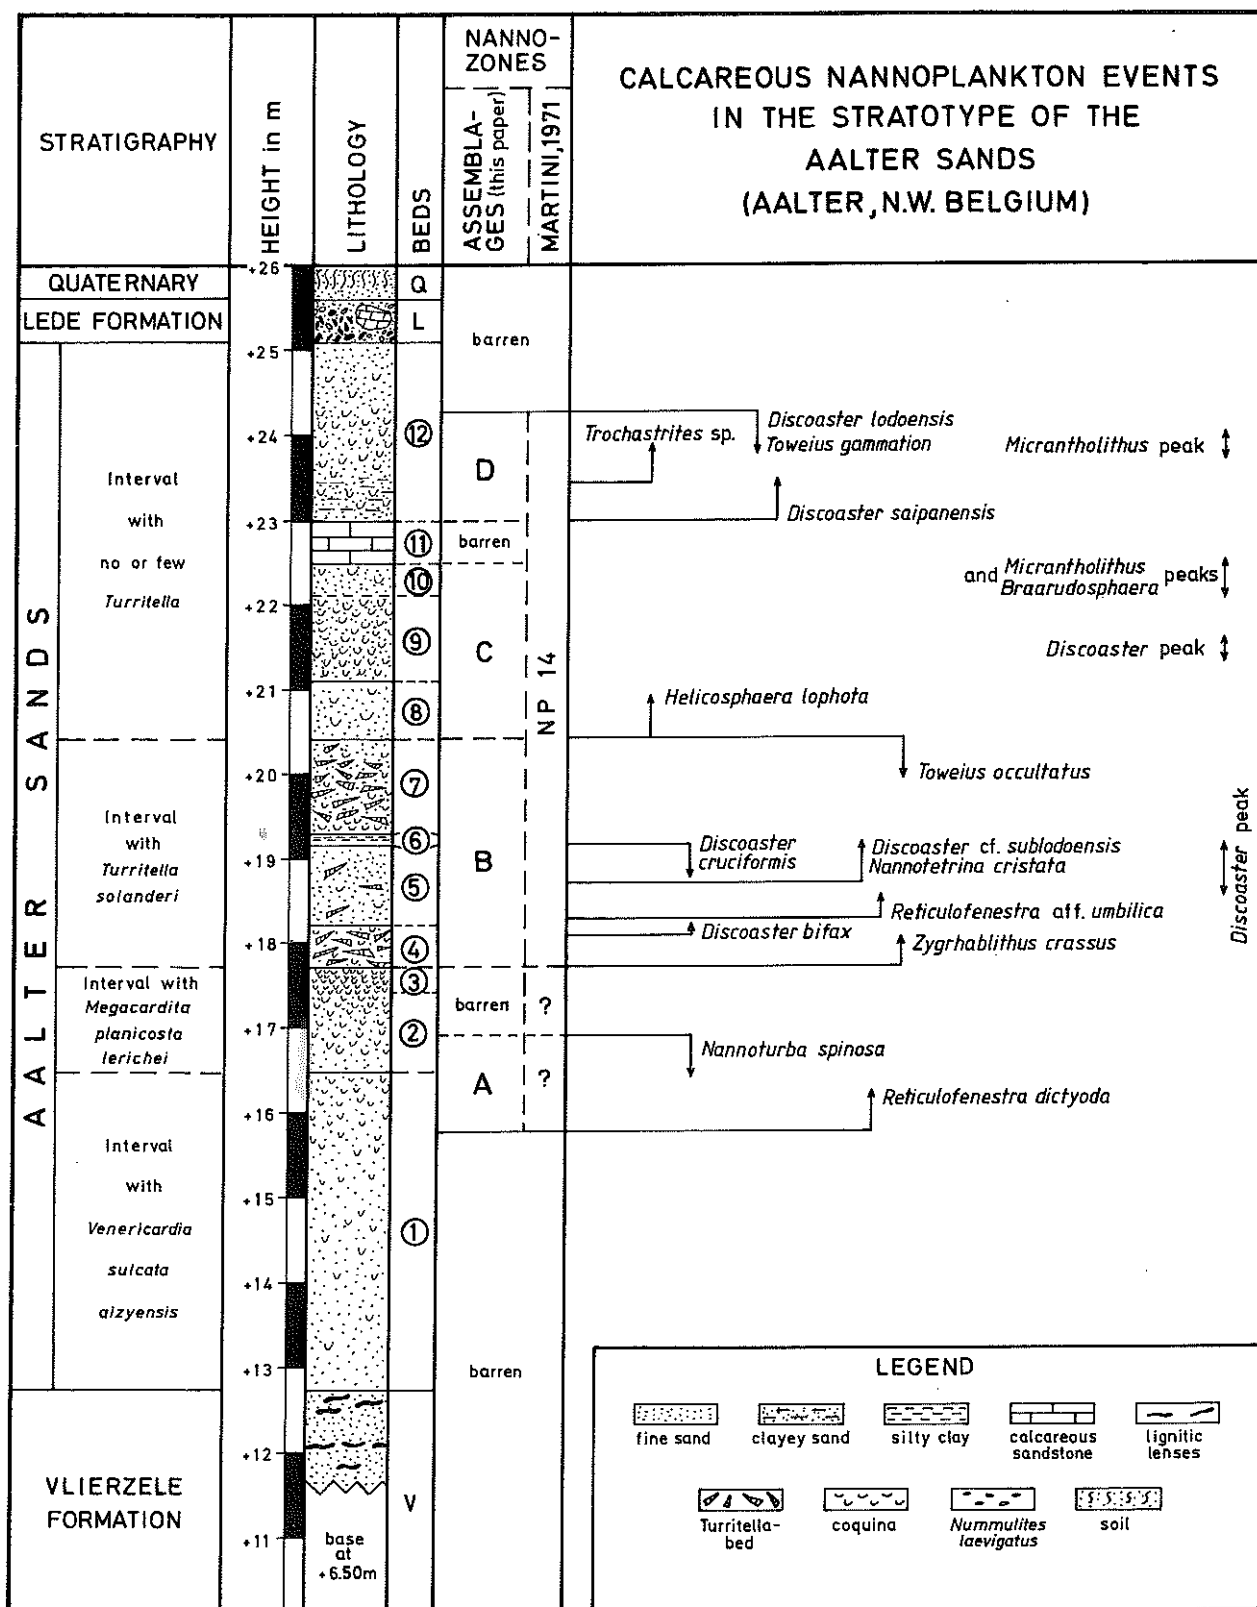 STRATIGRAPHY
HEIGHT in m
LITHOLOGY
BEDS
NANNO-
ZONES
ASSEMBLA-
GES (this paper)
MARTINI, 1971
CALCAREOUS NANNOPLANKTON EVENTS
IN THE STRATOTYPE OF THE
AALTER SANDS
(AALTER, N.W. BELGIUM)
QUATERNARY
LEDE FORMATION
AALTER SANDS
Interval
with
no or few
Turritella
Interval
with
Turritella
solanderi
Interval with
Megacardita
planicosta
lerichei
Interval
with
Venericardia
sulcata
aizyensis
VLIERZELE
FORMATION
+26
+25
+24
+23
+22
+21
+20
+19
+18
+17
+16
+15
+14
+13
+12
+11
base
at
+6.50m
Q
L
12
11
10
9
8
7
6
5
4
3
2
1
V
barren
D
barren
C
B
barren
A
barren
NP 14
?
?
Trochastrites sp.
Discoaster lodoensis
Toweius gammation
Micrantholithus peak
Discoaster saipanensis
and Micrantholithus peaks
Braarudosphaera
Discoaster peak
Helicosphaera lophota
Toweius occultatus
Discoaster
cruciformis
Discoaster cf. sublodoensis
Nannotetrina cristata
Discoaster peak
Reticulofenestra aff. umbilica
Discoaster bifax
Zygrhablithus crassus
Nannoturba spinosa
Reticulofenestra dictyoda
LEGEND
fine sand
clayey sand
silty clay
calcareous
sandstone
lignitic
lenses
Turritella-
bed
coquina
Nummulites
laevigatus
soil